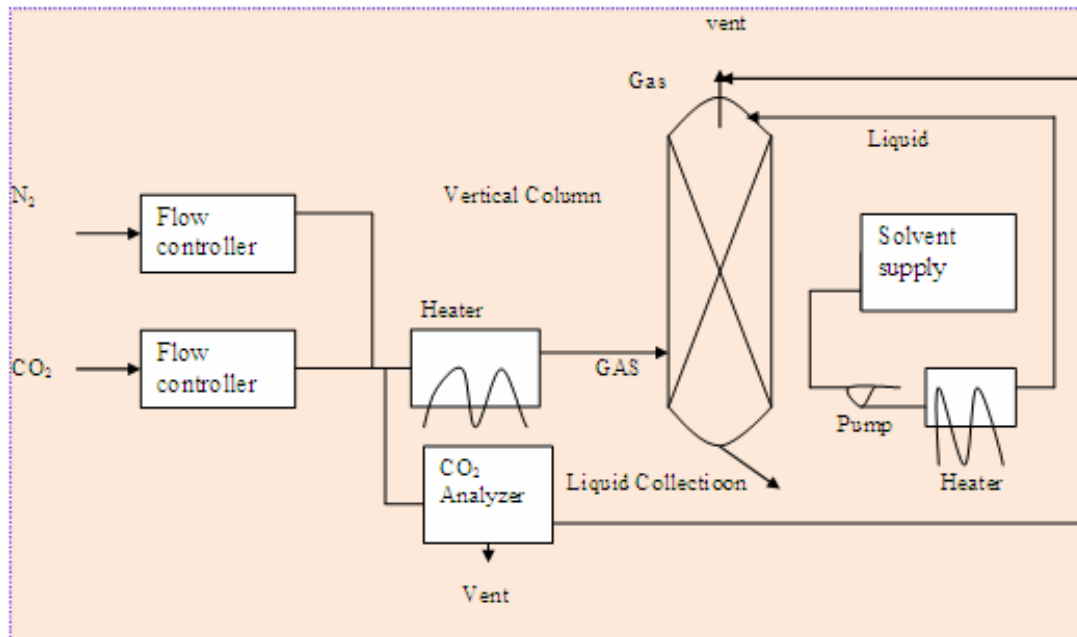 vent
Gas
Liquid
N₂
Flow
controller
Vertical Column
Solvent
supply
Heater
CO₂
Flow
controller
GAS
Pump
CO₂
Analyzer
Liquid Collectioon
Heater
Vent